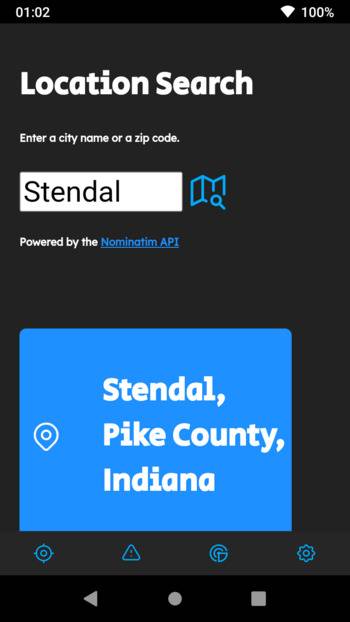 01:02 100%
Location Search
Enter a city name or a zip code.
Stendal
Powered by the Nominatim API
Stendal,
Pike County,
Indiana